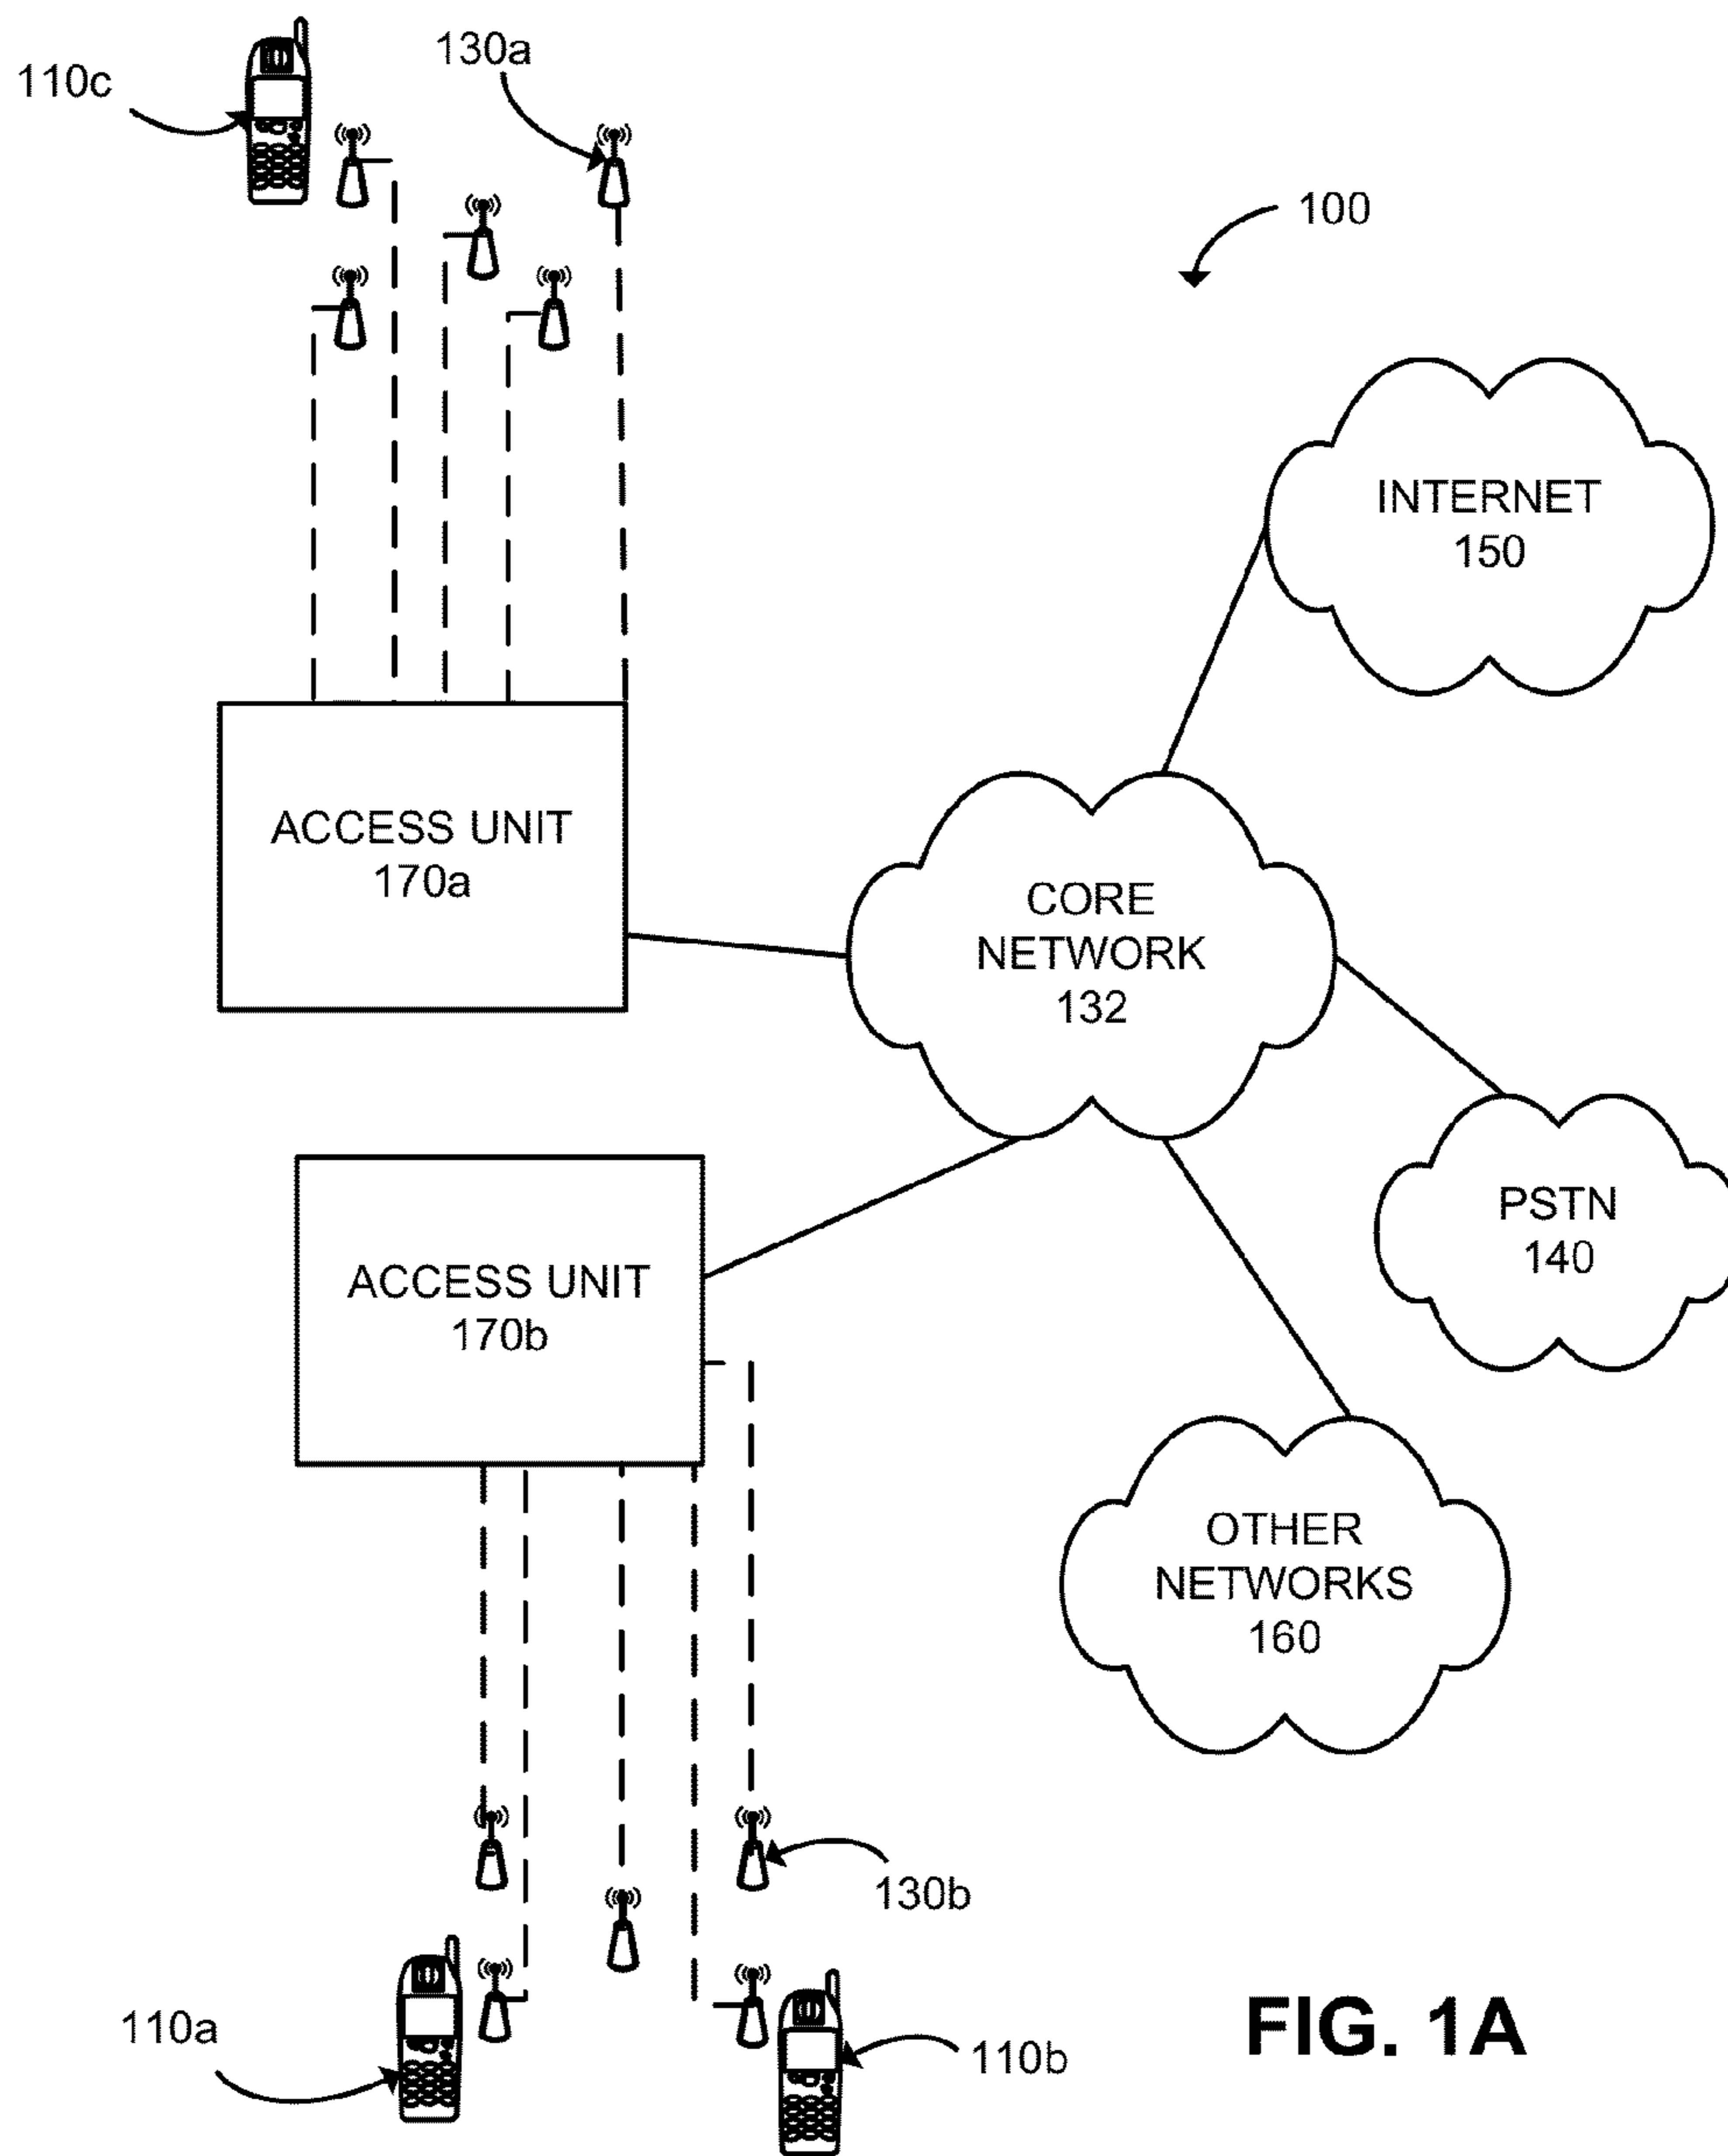 110c
130a
100
INTERNET
150
ACCESS UNIT
170a
CORE
NETWORK
132
PSTN
140
ACCESS UNIT
170b
OTHER
NETWORKS
160
130b
110a
110b
FIG. 1A